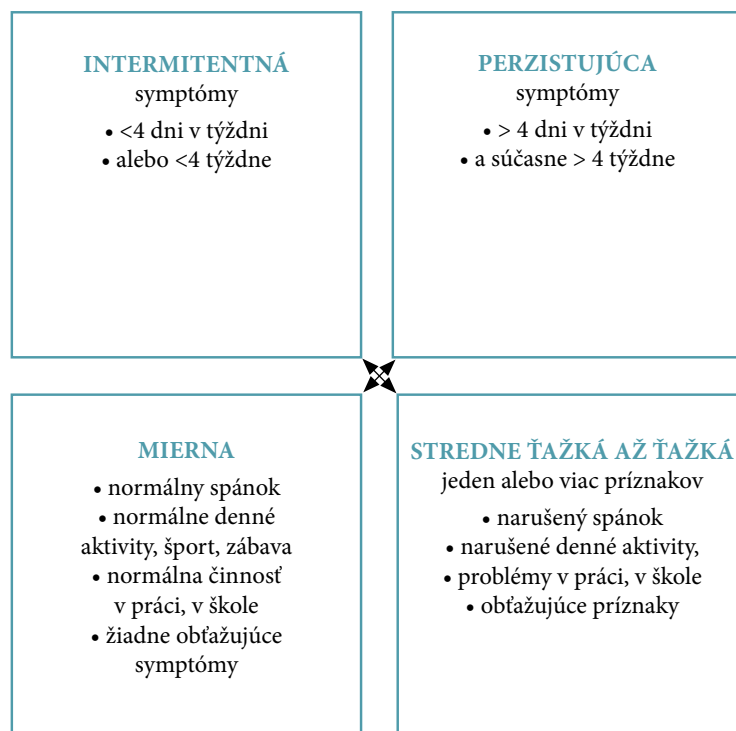 INTERMITENTNÁ
symptómy
• <4 dni v týždni
• alebo <4 týždne
PERZISTUJÚCA
symptómy
• > 4 dni v týždni
• a súčasne > 4 týždne
MIERNA
• normálny spánok
• normálne denné
aktivity, šport, zábava
• normálna činnosť
v práci, v škole
• žiadne obťažujúce
symptómy
STREDNE ŤAŽKÁ AŽ ŤAŽKÁ
jeden alebo viac príznakov
• narušený spánok
• narušené denné aktivity,
• problémy v práci, v škole
• obťažujúce príznaky